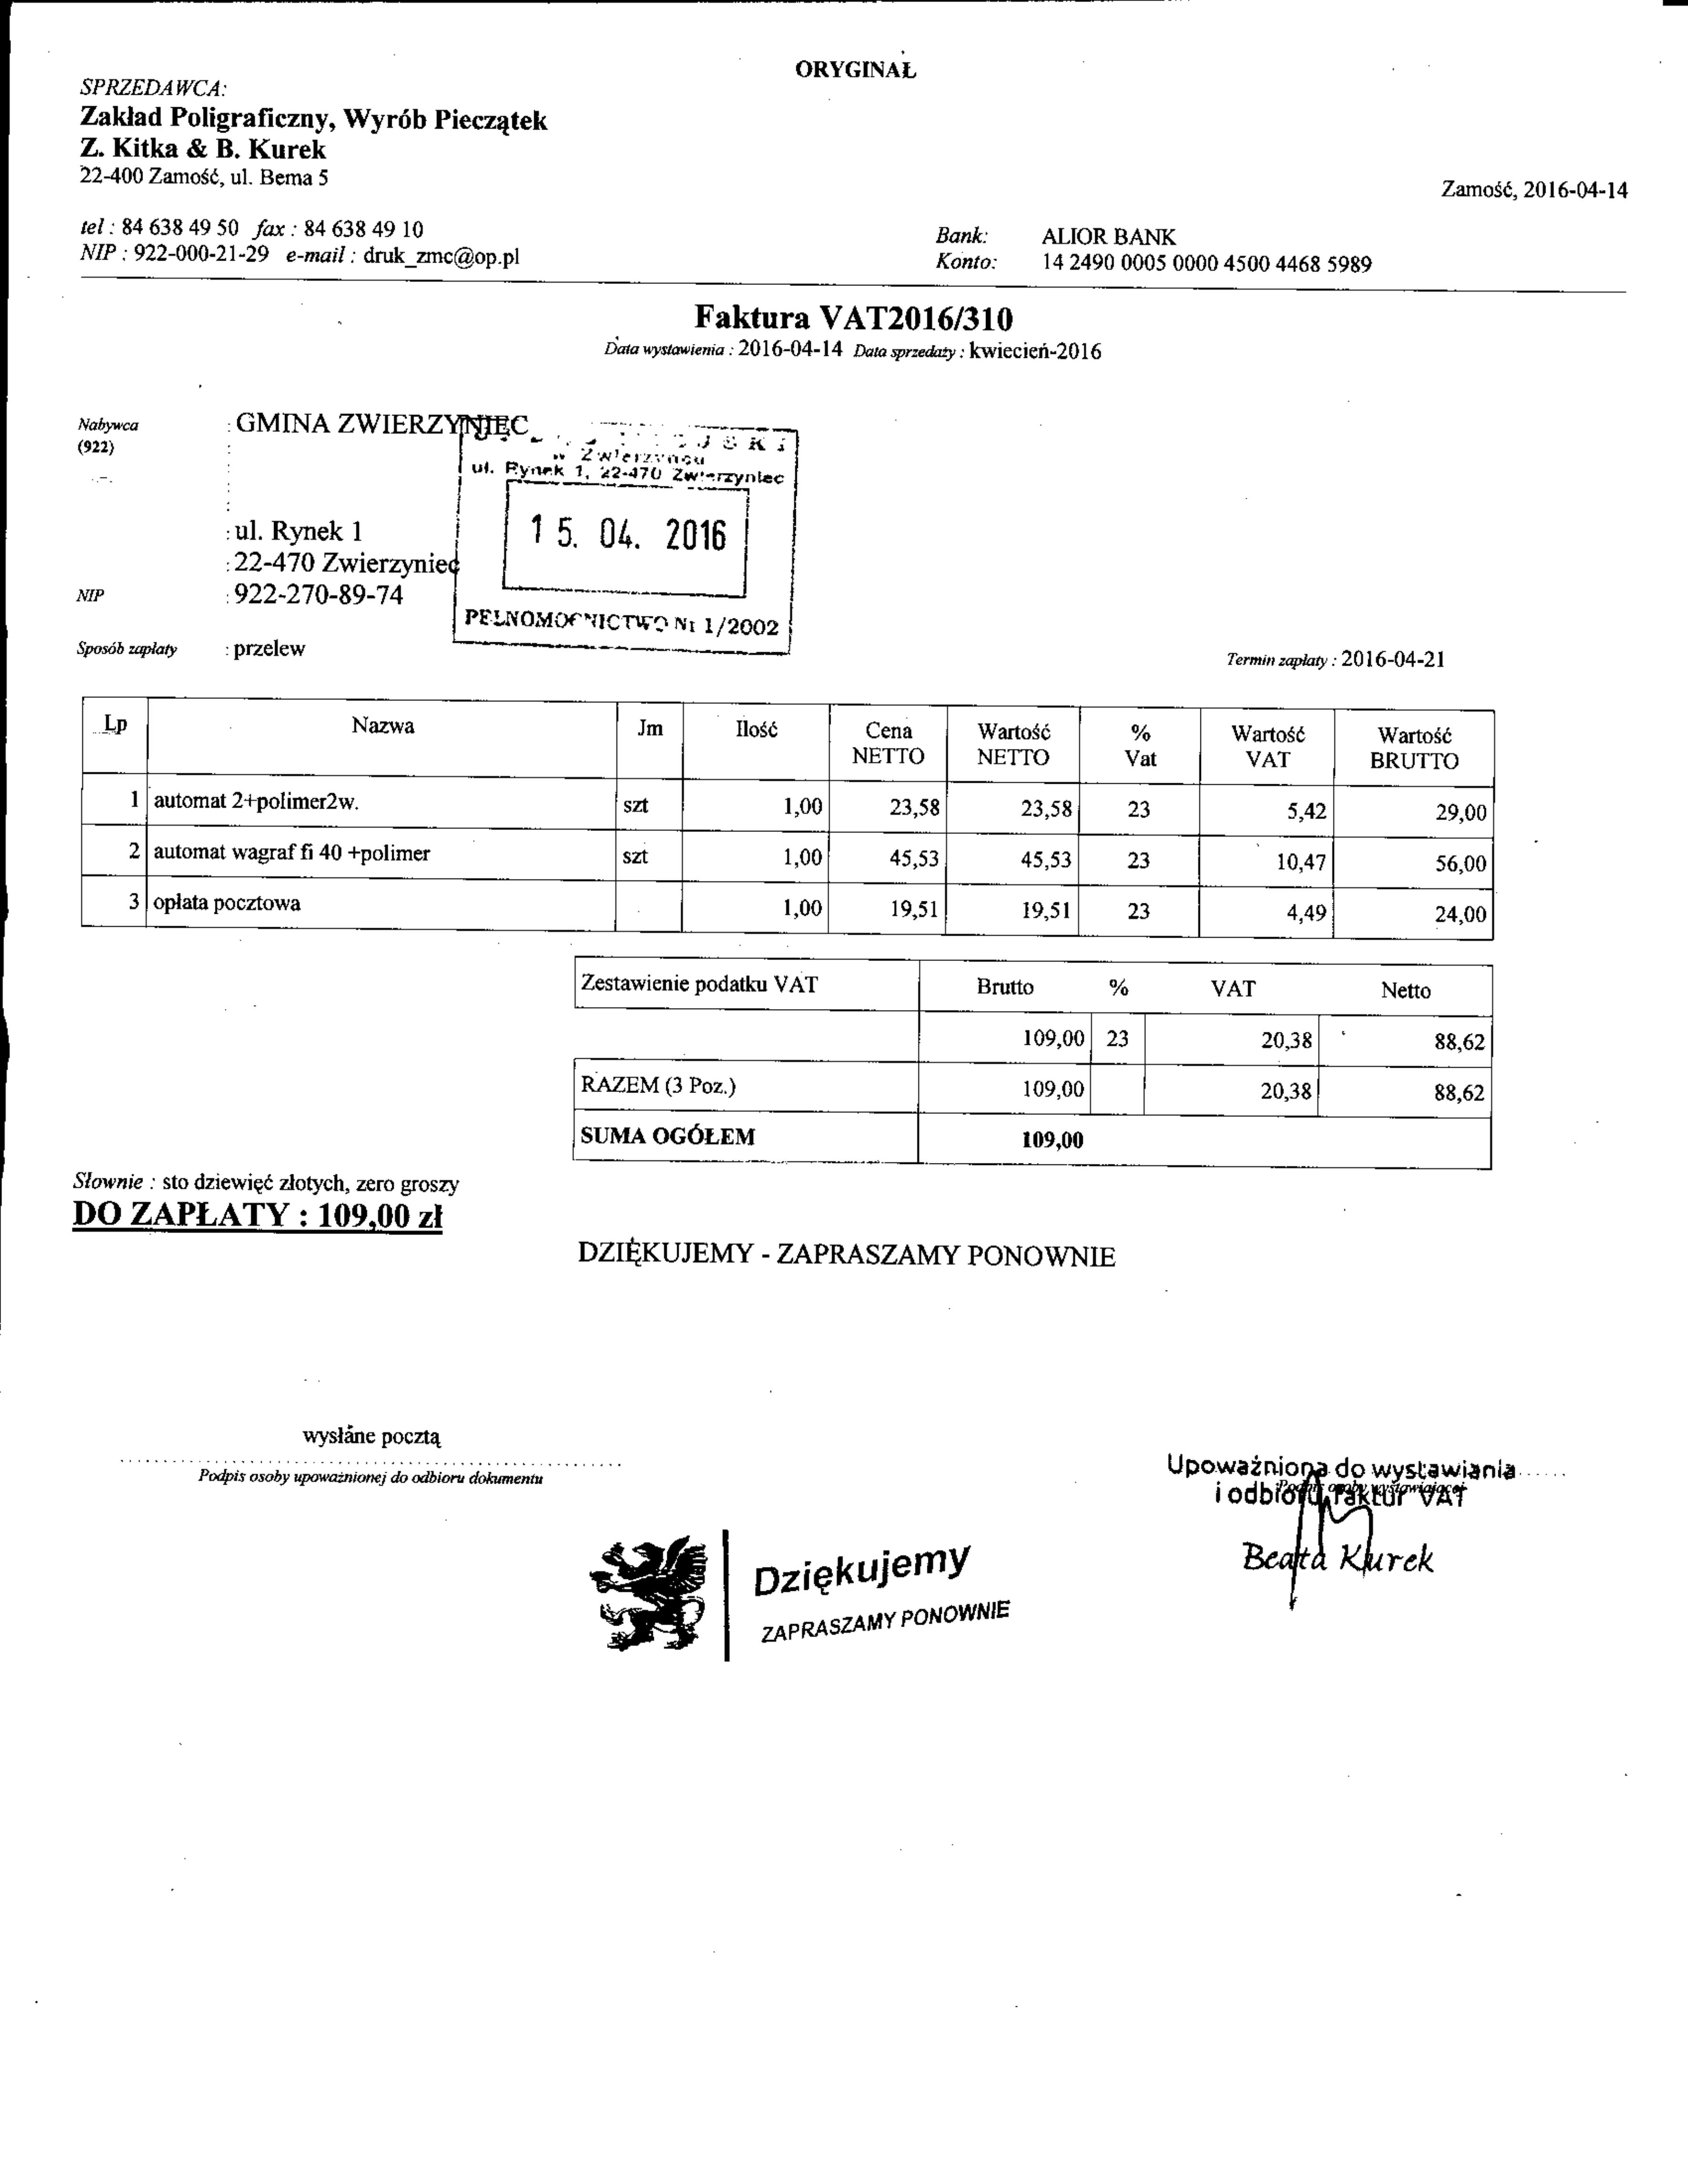 ORYGINAŁ
SPRZEDAWCA:
Zakład Poligraficzny, Wyrób Pieczątek
Z. Kitka & B. Kurek
22-400 Zamość, ul. Bema 5
Zamość, 2016-04-14
tel : 84 638 49 50 fax : 84 638 49 10
NIP : 922-000-21-29 e-mail : druk_zmc@op.pl
Bank: ALIOR BANK
Konto: 14 2490 0005 0000 4500 4468 5989
Faktura VAT2016/310
Data wystawienia : 2016-04-14 Data sprzedaży : kwiecień-2016
Nabywca : GMINA ZWIERZYNIEC
(922)
w Zwierzyńcu
ul. Rynek 1, 22-470 Zwierzyniec
15. 04. 2016
PEŁNOMOCNICTWO Nr 1/2002
: ul. Rynek 1
: 22-470 Zwierzyniec
NIP : 922-270-89-74
Sposób zapłaty : przelew
Termin zapłaty : 2016-04-21
Lp Nazwa Jm Ilość Cena NETTO Wartość NETTO % Vat Wartość VAT Wartość BRUTTO
1 automat 2+polimer2w. szt 1,00 23,58 23,58 23 5,42 29,00
2 automat wagraf fi 40 +polimer szt 1,00 45,53 45,53 23 10,47 56,00
3 opłata pocztowa 1,00 19,51 19,51 23 4,49 24,00
Zestawienie podatku VAT Brutto % VAT Netto
109,00 23 20,38 88,62
RAZEM (3 Poz.) 109,00 20,38 88,62
SUMA OGÓŁEM 109,00
Słownie : sto dziewięć złotych, zero groszy
DO ZAPŁATY : 109,00 zł
DZIĘKUJEMY - ZAPRASZAMY PONOWNIE
wysłane pocztą
Podpis osoby upoważnionej do odbioru dokumentu
Upoważniona do wystawiania
i odbioru Faktur VAT
Podpis osoby wystawiającej
Beata Kurek
Dziękujemy
ZAPRASZAMY PONOWNIE